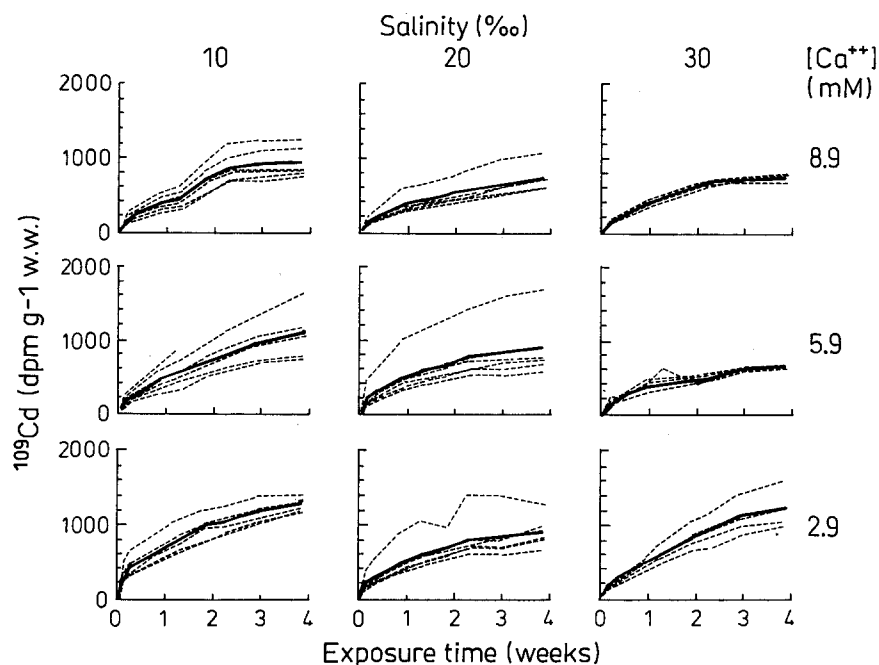 Salinity (‰)
10 20 30 [Ca++]
(mM)
2000
1000
0
8.9
2000
1000
0
5.9
2000
1000
0
2.9
0 1 2 3 4 0 1 2 3 4 0 1 2 3 4
Exposure time (weeks)
109Cd (dpm g-1 w.w.)